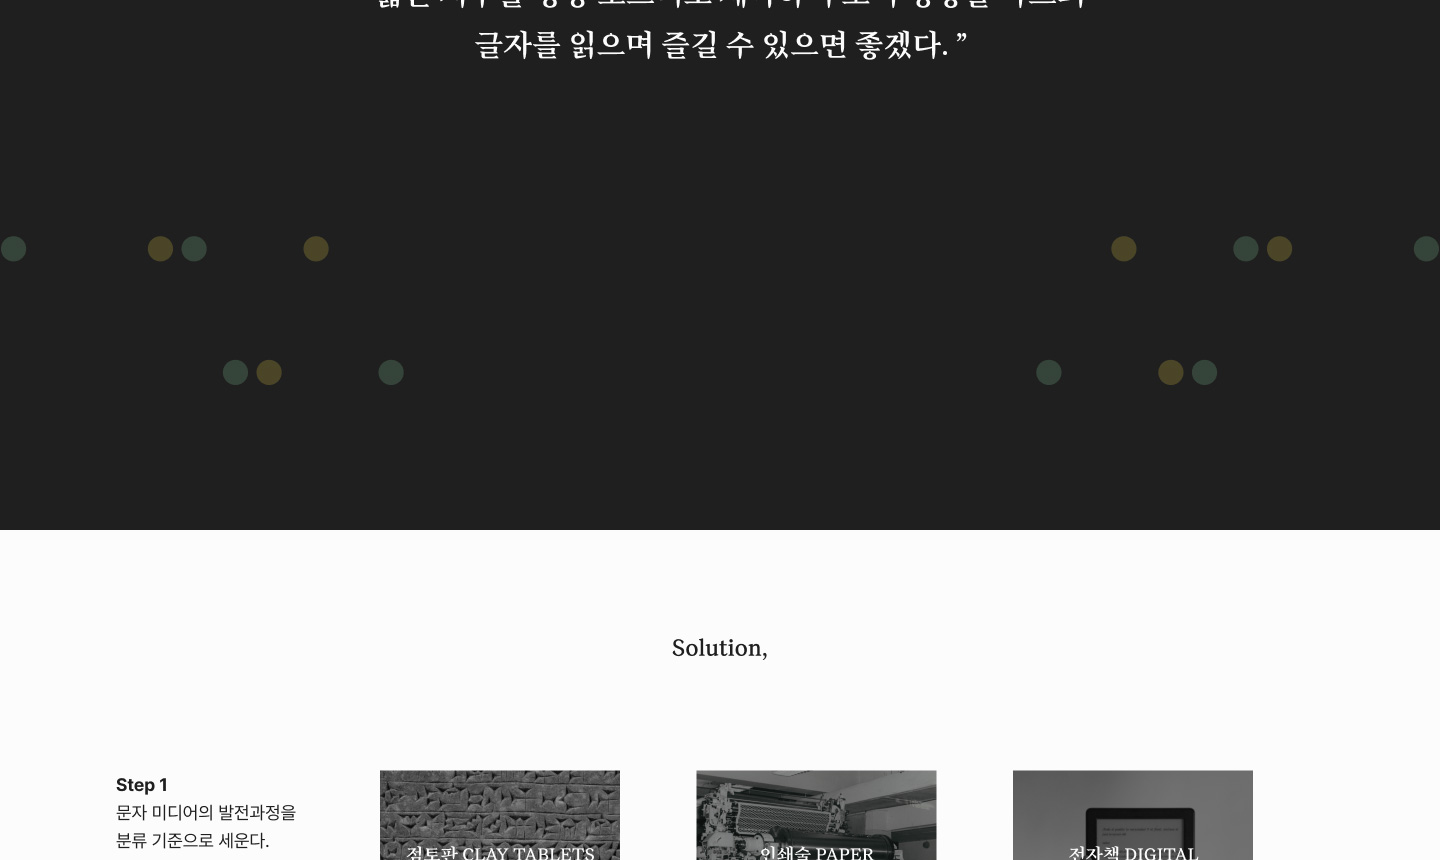 글자를 읽으며 즐길 수 있으면 좋겠다. ”
Solution,
Step 1
문자 미디어의 발전과정을
분류 기준으로 세운다.
점토판 CLAY TABLETS
인쇄술 PAPER
전자책 DIGITAL